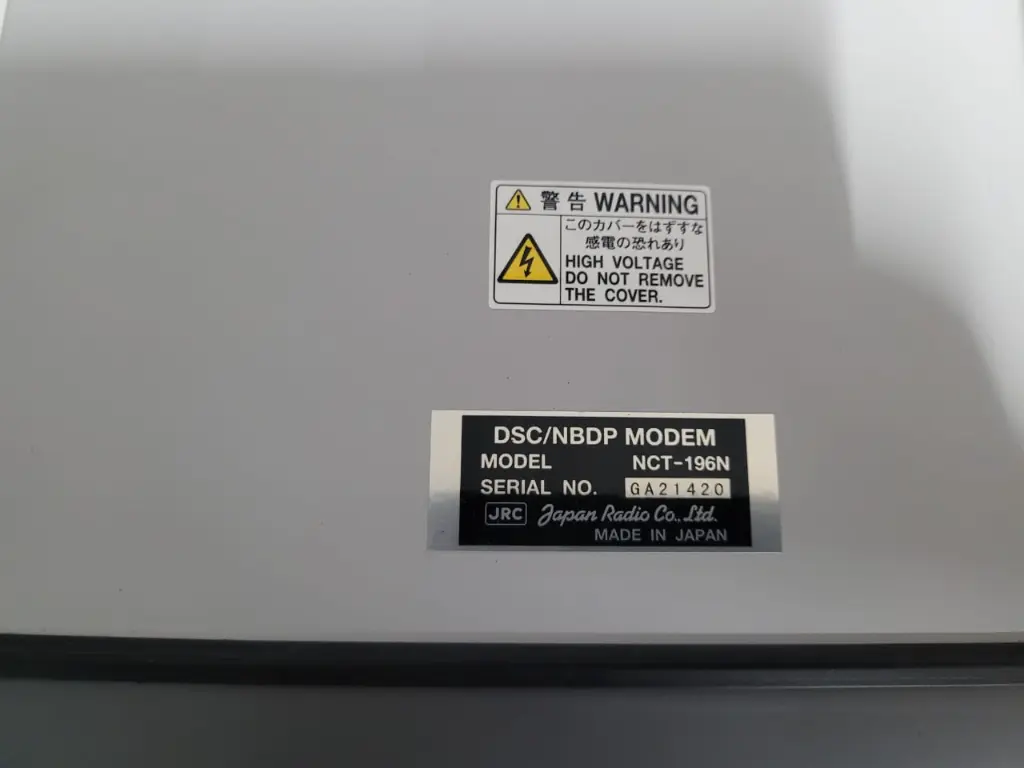 警告 WARNING
このカバーをはずすな
感電の恐れあり
HIGH VOLTAGE
DO NOT REMOVE
THE COVER.
DSC/NBDP MODEM
MODEL NCT-196N
SERIAL NO. GA21420
JRC Japan Radio Co., Ltd.
MADE IN JAPAN